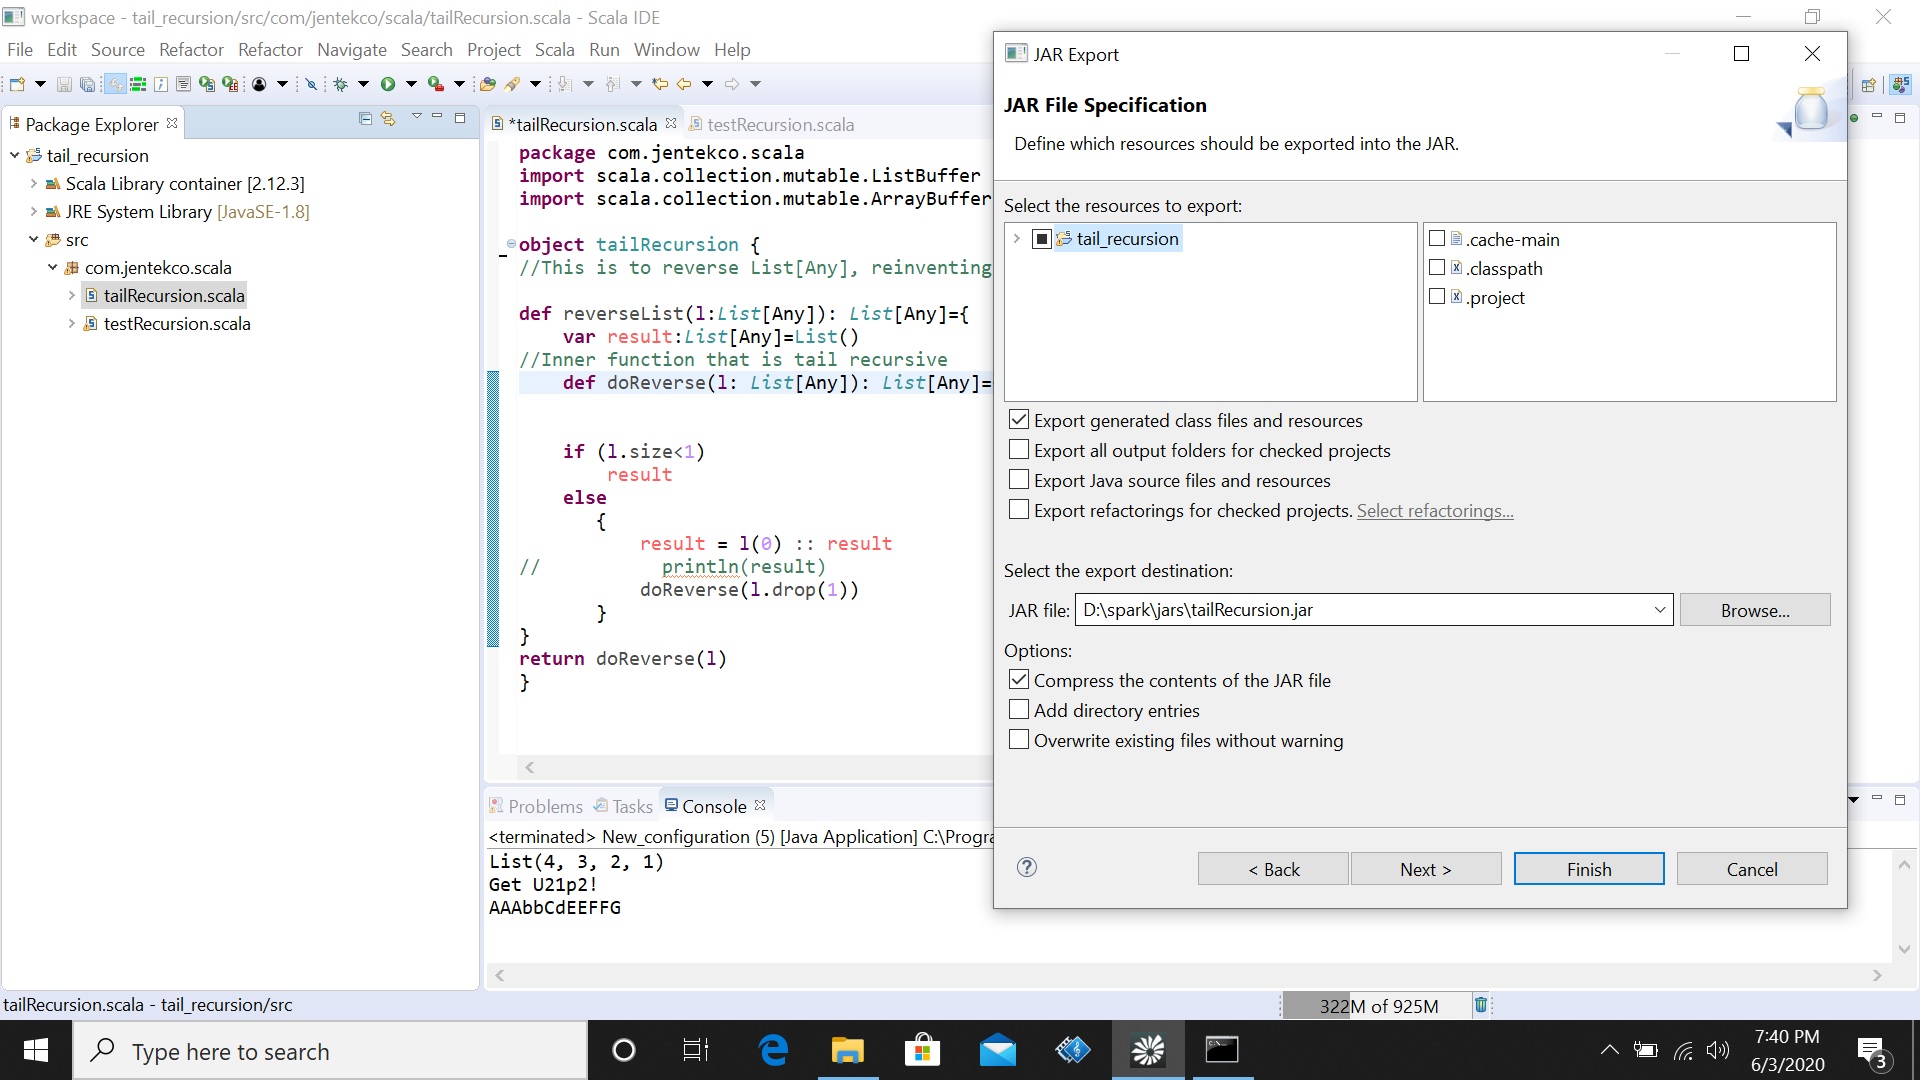 workspace - tail_recursion/src/com/jentekco/scala/tailRecursion.scala - Scala IDE
File Edit Source Refactor Refactor Navigate Search Project Scala Run Window Help
Package Explorer
tail_recursion
Scala Library container [2.12.3]
JRE System Library [JavaSE-1.8]
src
com.jentekco.scala
tailRecursion.scala
testRecursion.scala
*tailRecursion.scala
testRecursion.scala
package com.jentekco.scala
import scala.collection.mutable.ListBuffer
import scala.collection.mutable.ArrayBuffer
object tailRecursion {
//This is to reverse List[Any], reinventing
def reverseList(l:List[Any]): List[Any]={
var result:List[Any]=List()
//Inner function that is tail recursive
def doReverse(l: List[Any]): List[Any]=
if (l.size<1)
result
else
{
result = l(0) :: result
// println(result)
doReverse(l.drop(1))
}
}
return doReverse(l)
}
Problems Tasks Console
<terminated> New_configuration (5) [Java Application] C:\Progra
List(4, 3, 2, 1)
Get U21p2!
AAAbbCdEEFFG
JAR Export
JAR File Specification
Define which resources should be exported into the JAR.
Select the resources to export:
tail_recursion
.cache-main
.classpath
.project
Export generated class files and resources
Export all output folders for checked projects
Export Java source files and resources
Export refactorings for checked projects. Select refactorings...
Select the export destination:
JAR file: D:\spark\jars\tailRecursion.jar Browse...
Options:
Compress the contents of the JAR file
Add directory entries
Overwrite existing files without warning
< Back Next > Finish Cancel
tailRecursion.scala - tail_recursion/src
322M of 925M
Type here to search
7:40 PM
6/3/2020
3